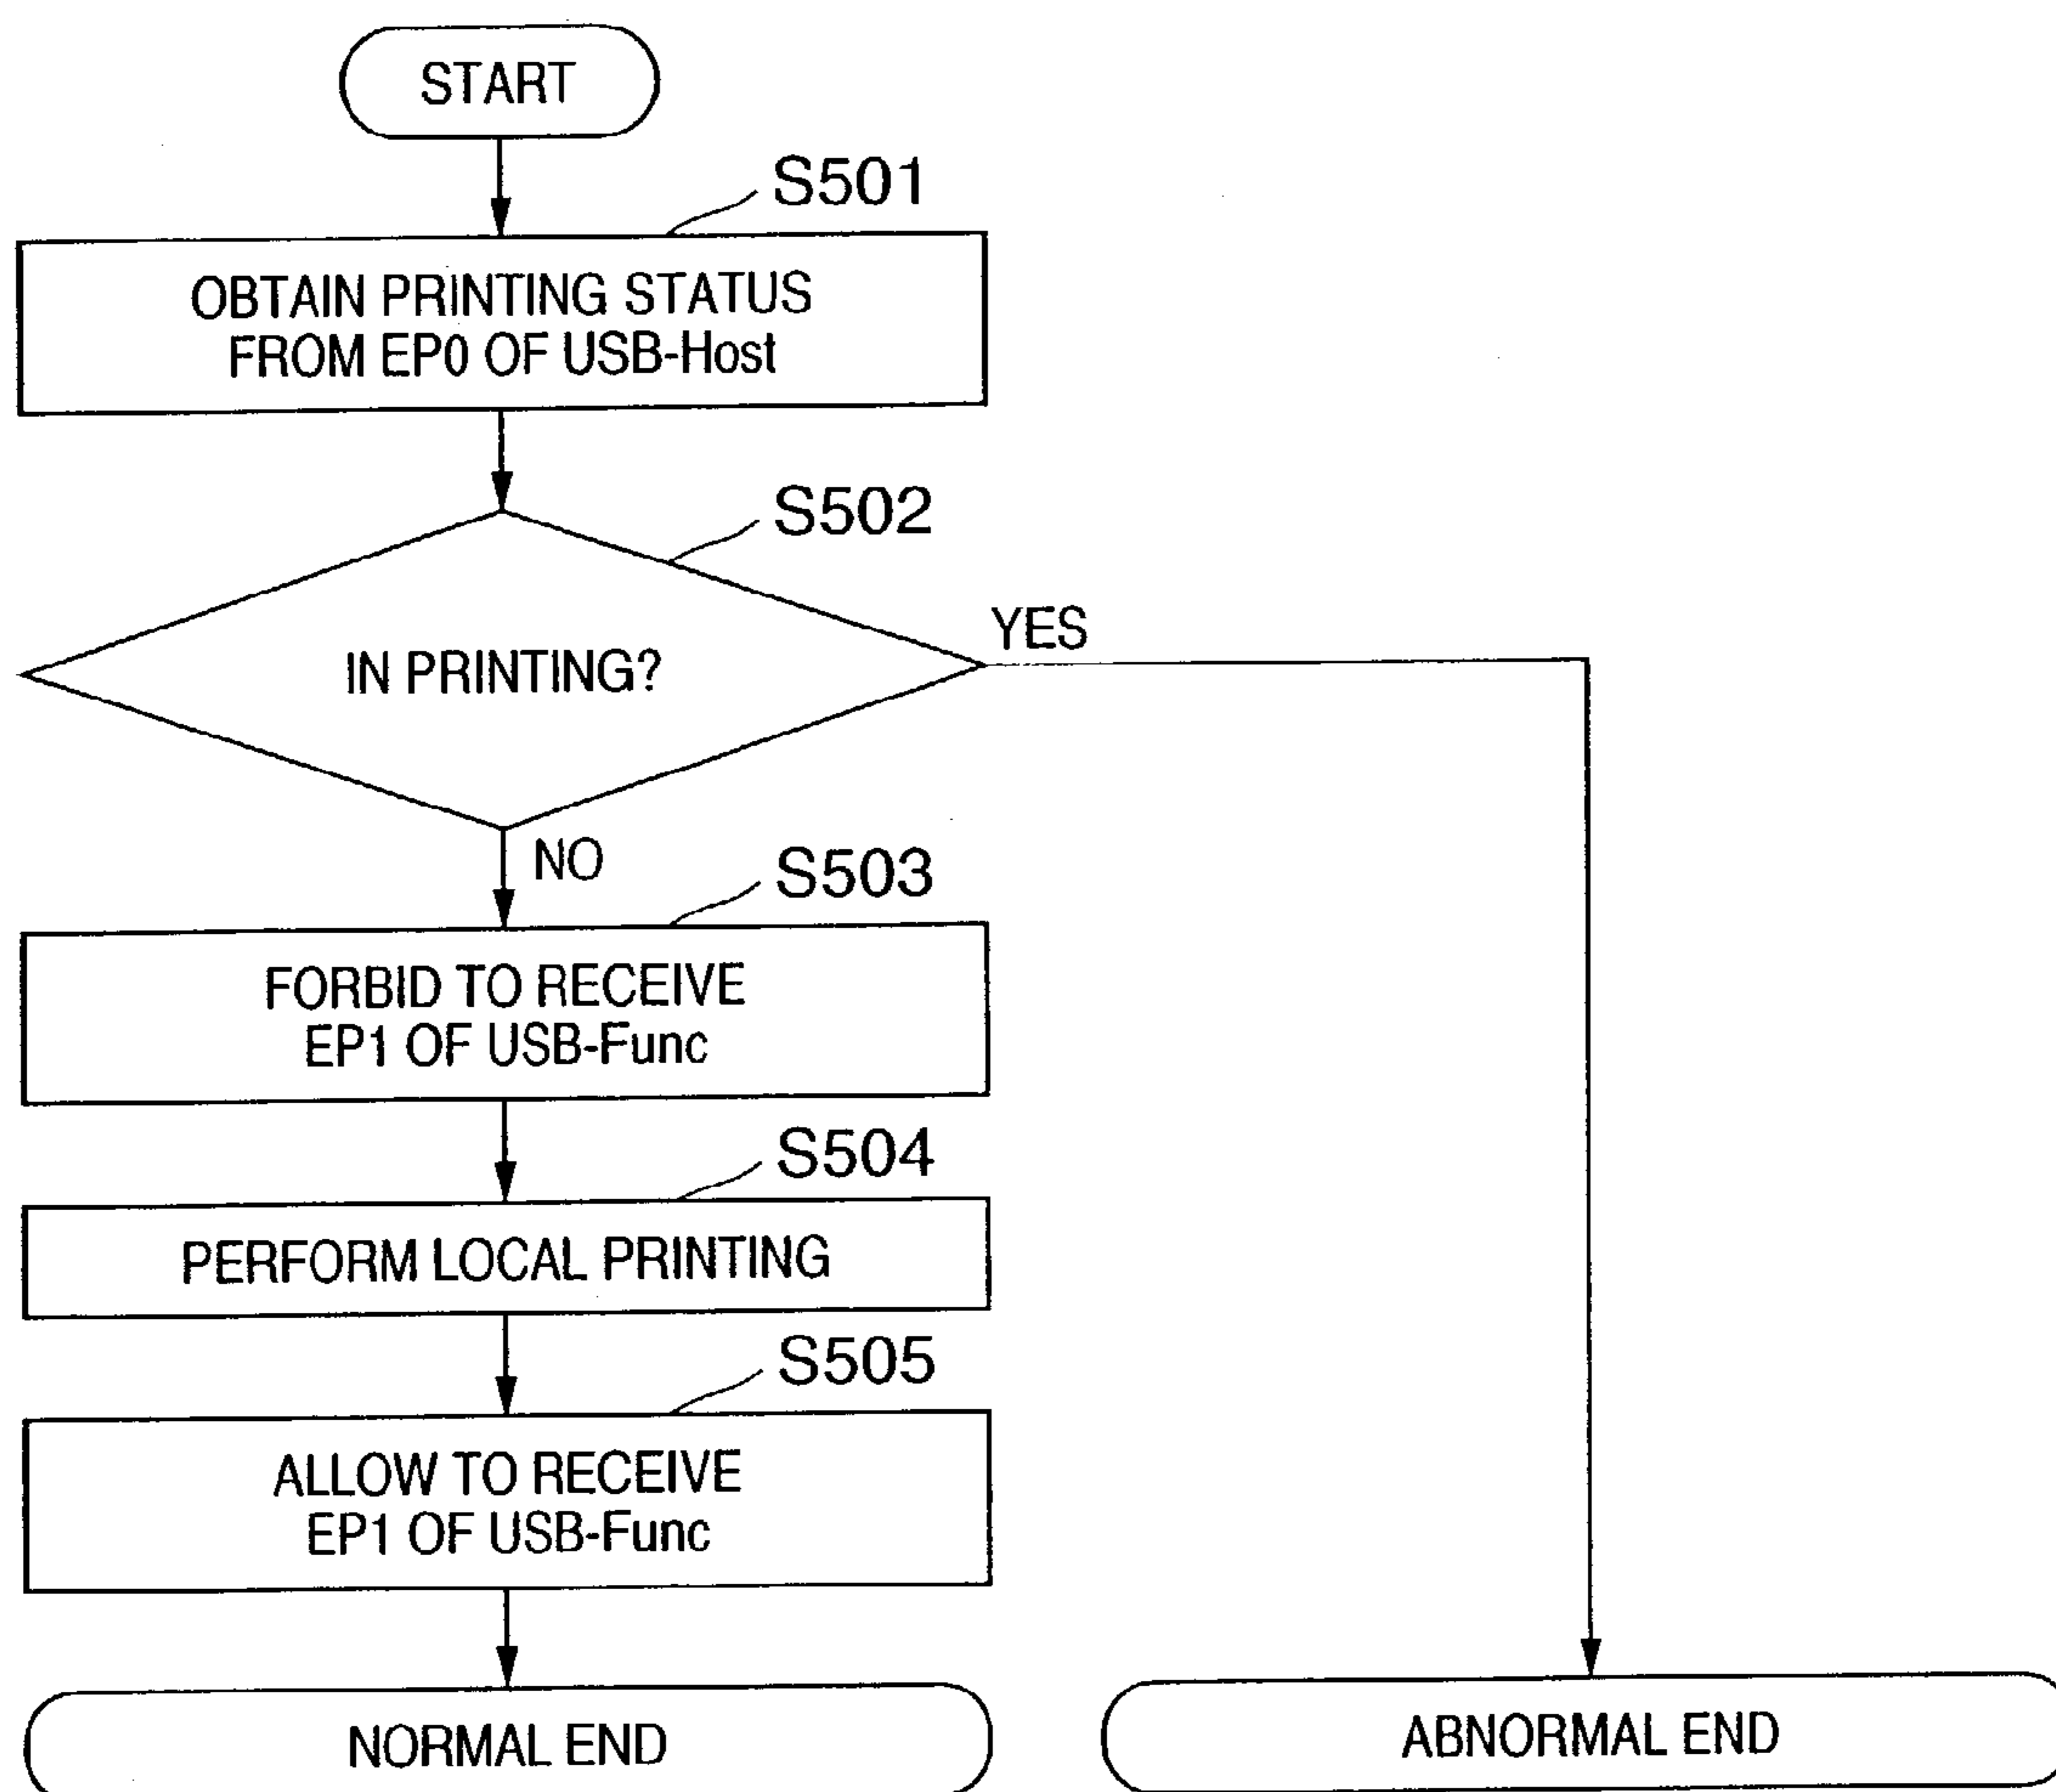 START
S501
OBTAIN PRINTING STATUS
FROM EP0 OF USB-Host
S502
YES
IN PRINTING?
NO
S503
FORBID TO RECEIVE
EP1 OF USB-Func
S504
PERFORM LOCAL PRINTING
S505
ALLOW TO RECEIVE
EP1 OF USB-Func
NORMAL END
ABNORMAL END